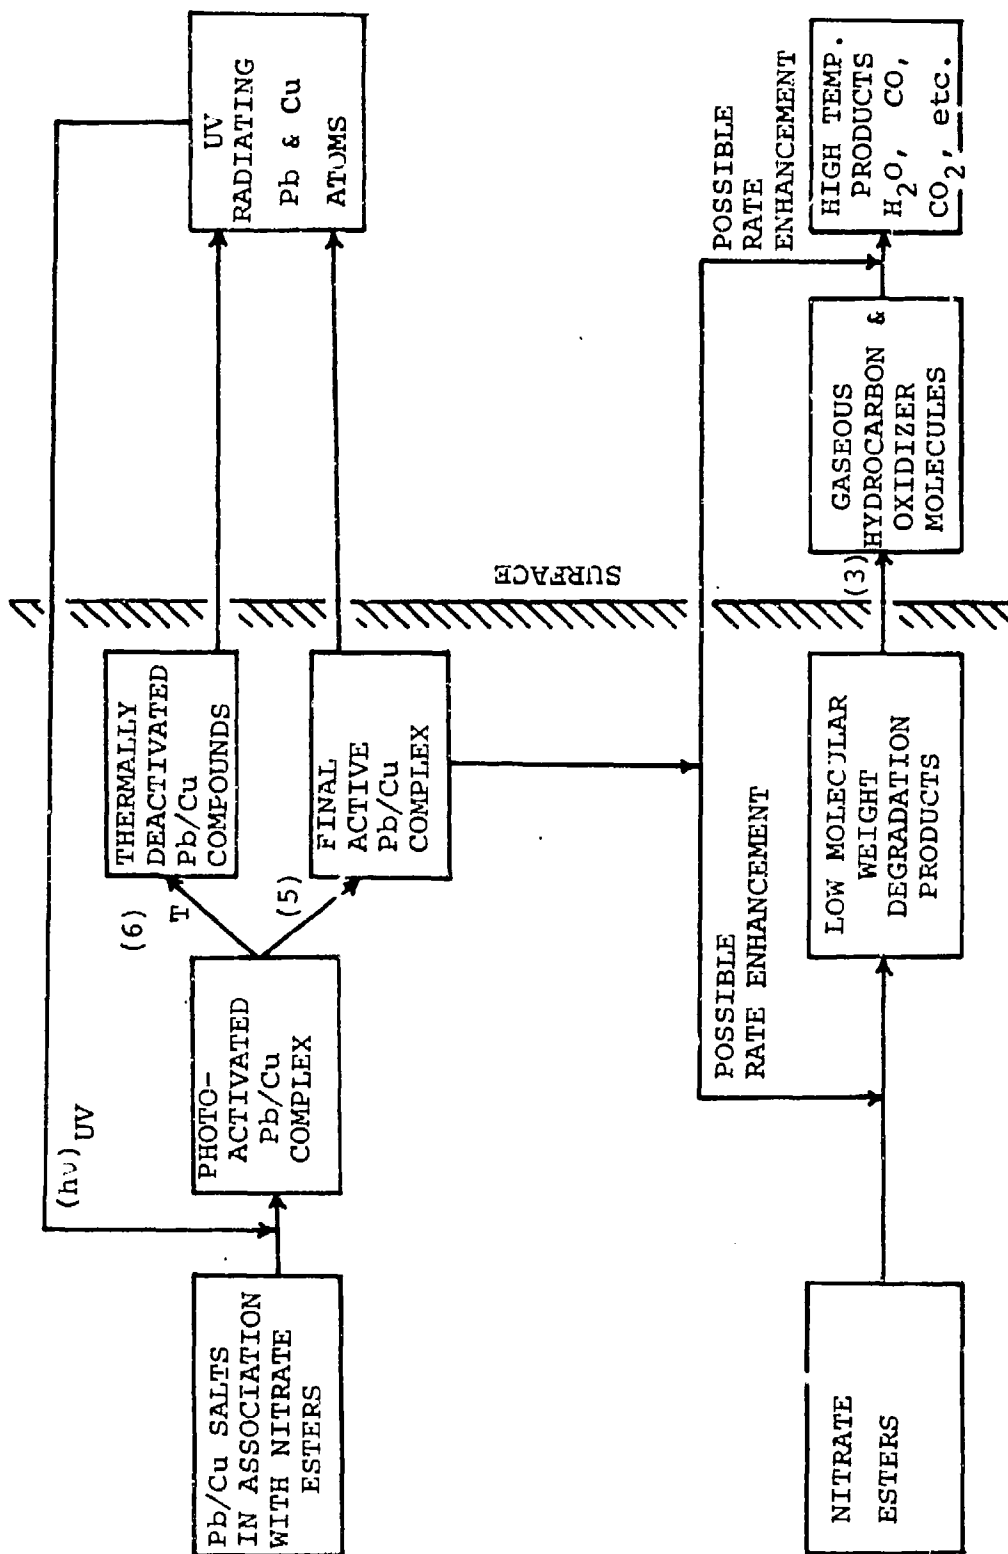 Pb/Cu SALTS
IN ASSOCIATION
WITH NITRATE
ESTERS
(hν)UV
PHOTO-
ACTIVATED
Pb/Cu
COMPLEX
(6)
T
(5)
THERMALLY
DEACTIVATED
Pb/Cu
COMPOUNDS
FINAL
ACTIVE
Pb/Cu
COMPLEX
UV
RADIATING
Pb & Cu
ATOMS
SURFACE
NITRATE
ESTERS
POSSIBLE
RATE ENHANCEMENT
LOW MOLECULAR
WEIGHT
DEGRADATION
PRODUCTS
(3)
GASEOUS
HYDROCARBON &
OXIDIZER
MOLECULES
POSSIBLE
RATE
ENHANCEMENT
HIGH TEMP.
PRODUCTS
H₂O, CO,
CO₂, etc.